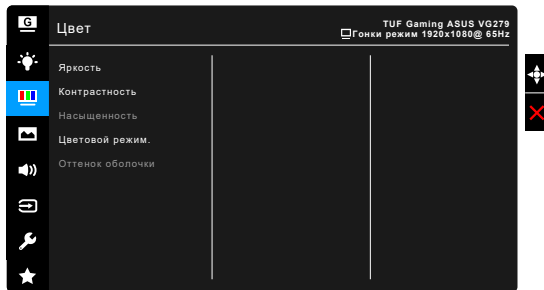 G
Цвет
TUF Gaming ASUS VG279
Гонки режим 1920x1080@ 65Hz
Яркость
Контрастность
Насыщенность
Цветовой режим.
Оттенок оболочки